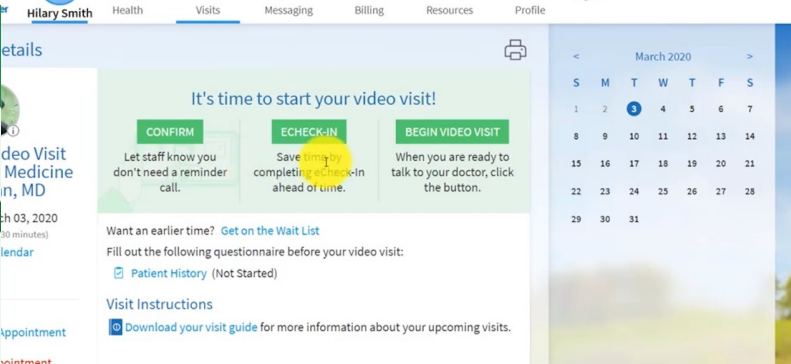 Hilary Smith
Health
Visits
Messaging
Billing
Resources
Profile
etails
It's time to start your video visit!
CONFIRM
Let staff know you
don't need a reminder
call.
ECHECK-IN
Save time by
completing eCheck-In
ahead of time.
BEGIN VIDEO VISIT
When you are ready to
talk to your doctor, click
the button.
deo Visit
Medicine
n, MD
ch 03, 2020
30 minutes)
lendar
Appointment
pointment
Want an earlier time? Get on the Wait List
Fill out the following questionnaire before your video visit:
Patient History (Not Started)
Visit Instructions
Download your visit guide for more information about your upcoming visits.
< March 2020 >
S M T W T F S
1 2 3 4 5 6 7
8 9 10 11 12 13 14
15 16 17 18 19 20 21
22 23 24 25 26 27 28
29 30 31